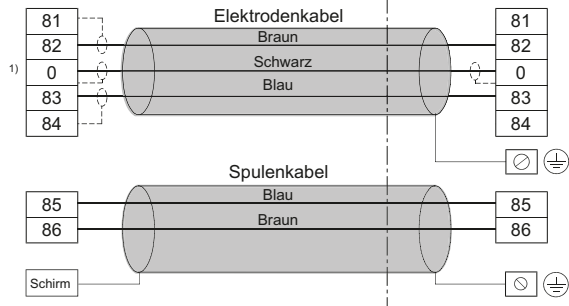 Elektrodenkabel
81 81
82 Braun 82
1) 0 Schwarz 0
83 Blau 83
84 84
Spulenkabel
85 Blau 85
86 Braun 86
Schirm